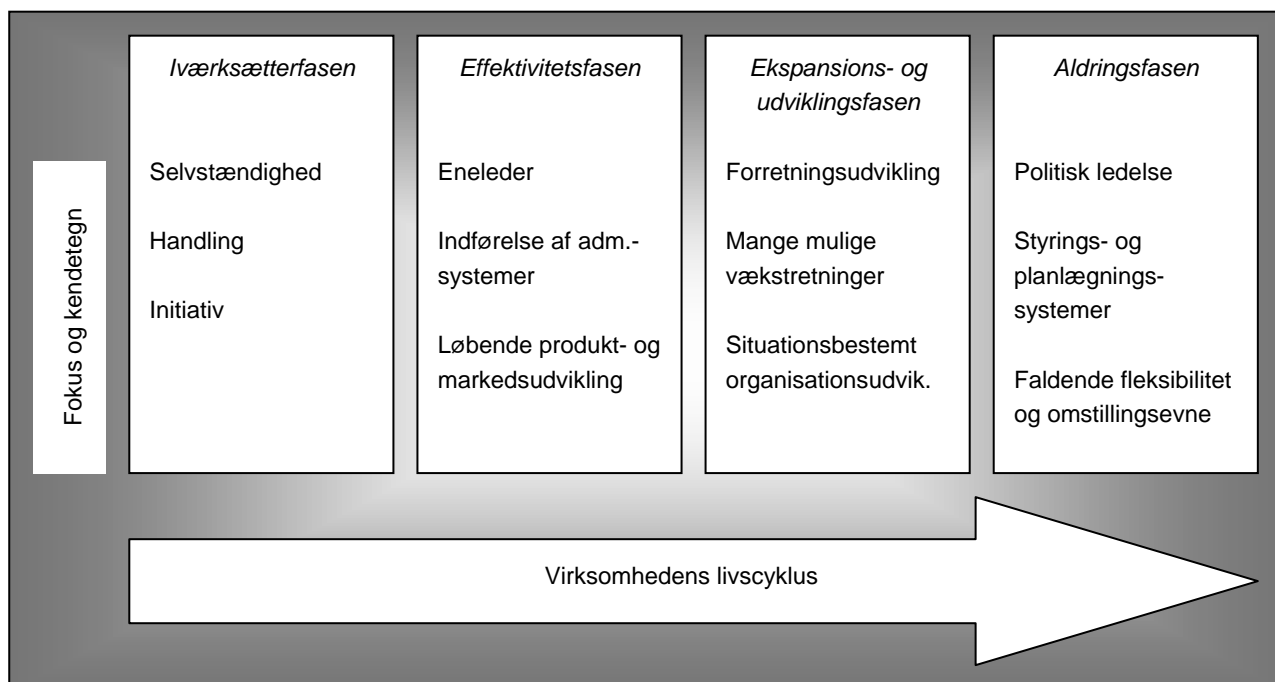 Fokus og kendetegn
Iværksætterfasen
Selvstændighed
Handling
Initiativ
Effektivitetsfasen
Eneleder
Indførelse af adm.-
systemer
Løbende produkt- og
markedsudvikling
Ekspansions- og
udviklingsfasen
Forretningsudvikling
Mange mulige
vækstretninger
Situationsbestemt
organisationsudvik.
Aldringsfasen
Politisk ledelse
Styrings- og
planlægnings-
systemer
Faldende fleksibilitet
og omstillingsevne
Virksomhedens livscyklus